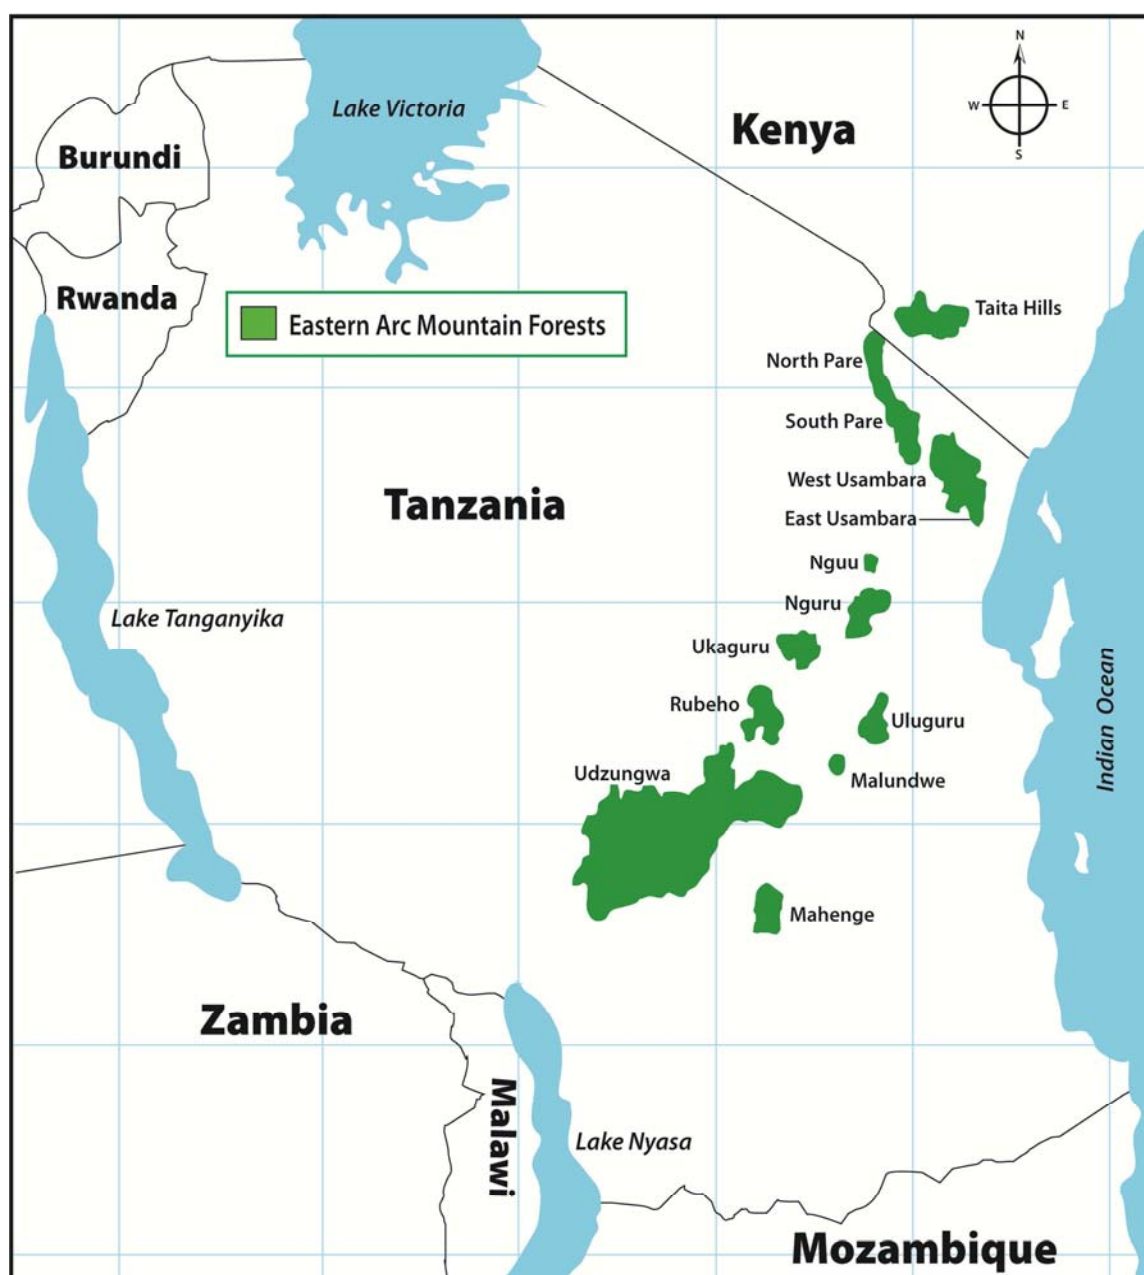 N
W E
S
Lake Victoria
Kenya
Burundi
Rwanda
Eastern Arc Mountain Forests
Taita Hills
North Pare
South Pare
West Usambara
East Usambara
Tanzania
Nguu
Nguru
Lake Tanganyika
Ukaguru
Rubeho
Uluguru
Indian Ocean
Udzungwa
Malundwe
Mahenge
Zambia
Malawi
Lake Nyasa
Mozambique